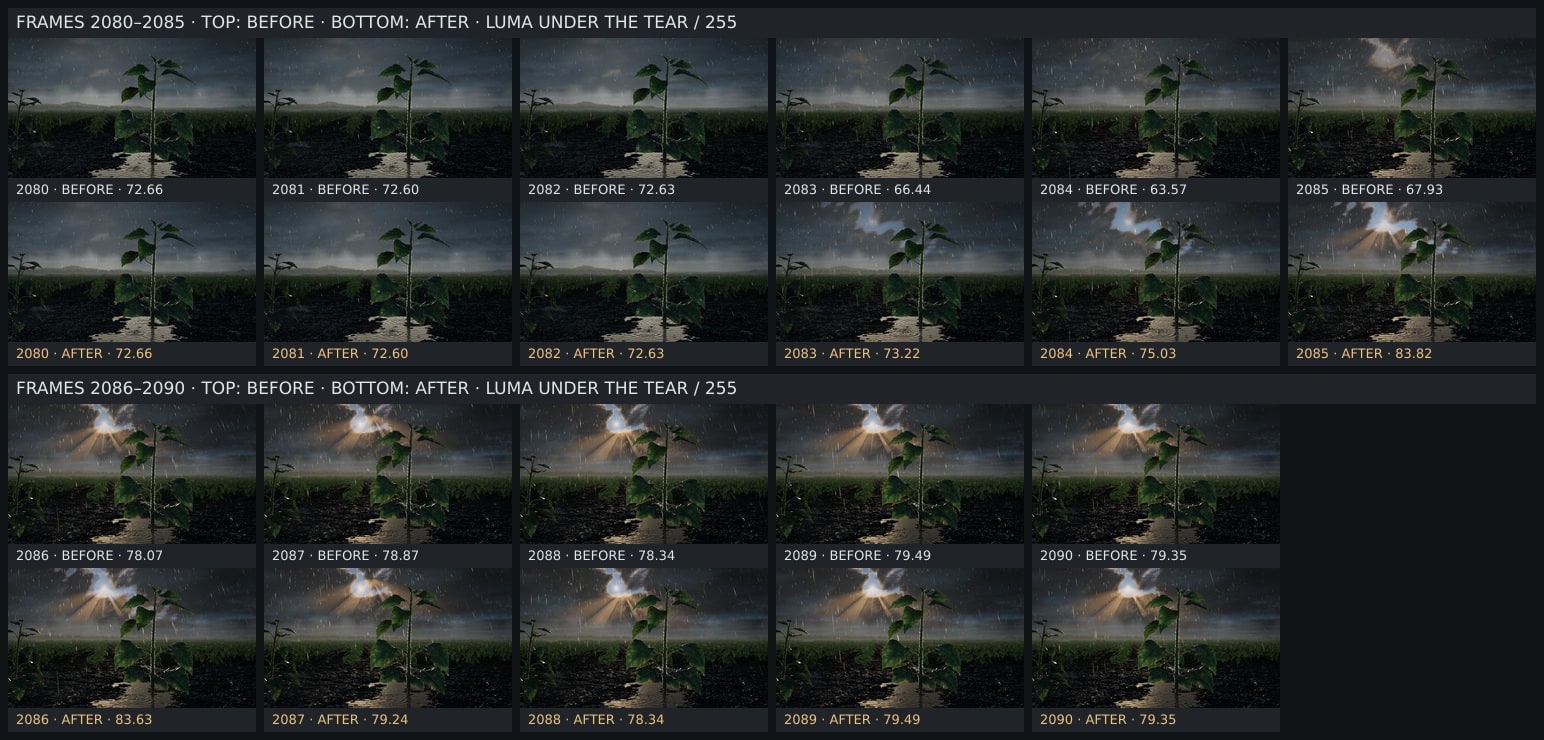 FRAMES 2080–2085 · TOP: BEFORE · BOTTOM: AFTER · LUMA UNDER THE TEAR / 255
2080 · BEFORE · 72.66
2081 · BEFORE · 72.60
2082 · BEFORE · 72.63
2083 · BEFORE · 66.44
2084 · BEFORE · 63.57
2085 · BEFORE · 67.93
2080 · AFTER · 72.66
2081 · AFTER · 72.60
2082 · AFTER · 72.63
2083 · AFTER · 73.22
2084 · AFTER · 75.03
2085 · AFTER · 83.82
FRAMES 2086–2090 · TOP: BEFORE · BOTTOM: AFTER · LUMA UNDER THE TEAR / 255
2086 · BEFORE · 78.07
2087 · BEFORE · 78.87
2088 · BEFORE · 78.34
2089 · BEFORE · 79.49
2090 · BEFORE · 79.35
2086 · AFTER · 83.63
2087 · AFTER · 79.24
2088 · AFTER · 78.34
2089 · AFTER · 79.49
2090 · AFTER · 79.35